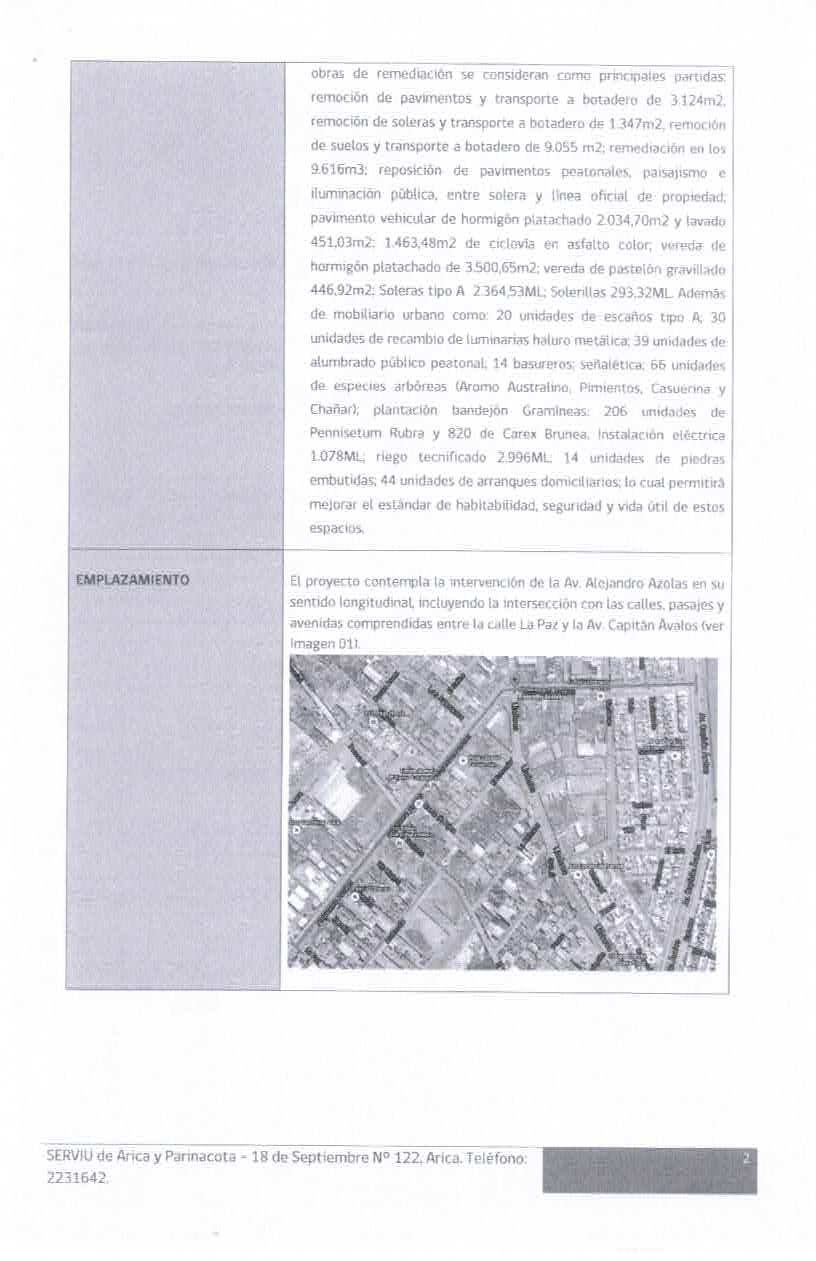 obras de remediación se consideran como principales partidas:
remoción de pavimentos y transporte a botadero de 3.124m2,
remoción de soleras y transporte a botadero de 1.347m2, remoción
de suelos y transporte a botadero de 9.055 m2; remediación en los
9.616m3; reposición de pavimentos peatonales, paisajismo e
iluminación pública, entre solera y línea oficial de propiedad;
pavimento vehicular de hormigón platachado 2.034,70m2 y lavado
451,03m2; 1.463,48m2 de ciclovía en asfalto color; vereda de
hormigón platachado de 3.500,65m2; vereda de pastelón gravillado
446,92m2; Soleras tipo A 2.364,53ML; Solerillas 293,32ML. Además
de mobiliario urbano como: 20 unidades de escaños tipo A; 30
unidades de recambio de luminarias haluro metálica; 39 unidades de
alumbrado público peatonal; 14 basureros; señalética; 66 unidades
de especies arbóreas (Aromo Australino, Pimientos, Casuerina y
Chañar); plantación bandejón Gramíneas: 206 unidades de
Pennisetum Rubra y 820 de Carex Brunea. Instalación eléctrica
1.078ML; riego tecnificado 2.996ML; 14 unidades de piedras
embutidas; 44 unidades de arranques domiciliarios; lo cual permitirá
mejorar el estándar de habitabilidad, seguridad y vida útil de estos
espacios.
EMPLAZAMIENTO
El proyecto contempla la intervención de la Av. Alejandro Azolas en su
sentido longitudinal, incluyendo la intersección con las calles, pasajes y
avenidas comprendidas entre la calle La Paz y la Av. Capitán Ávalos (ver
Imagen 01).
SERVIU de Arica y Parinacota – 18 de Septiembre Nº 122, Arica. Teléfono:
2231642.
2